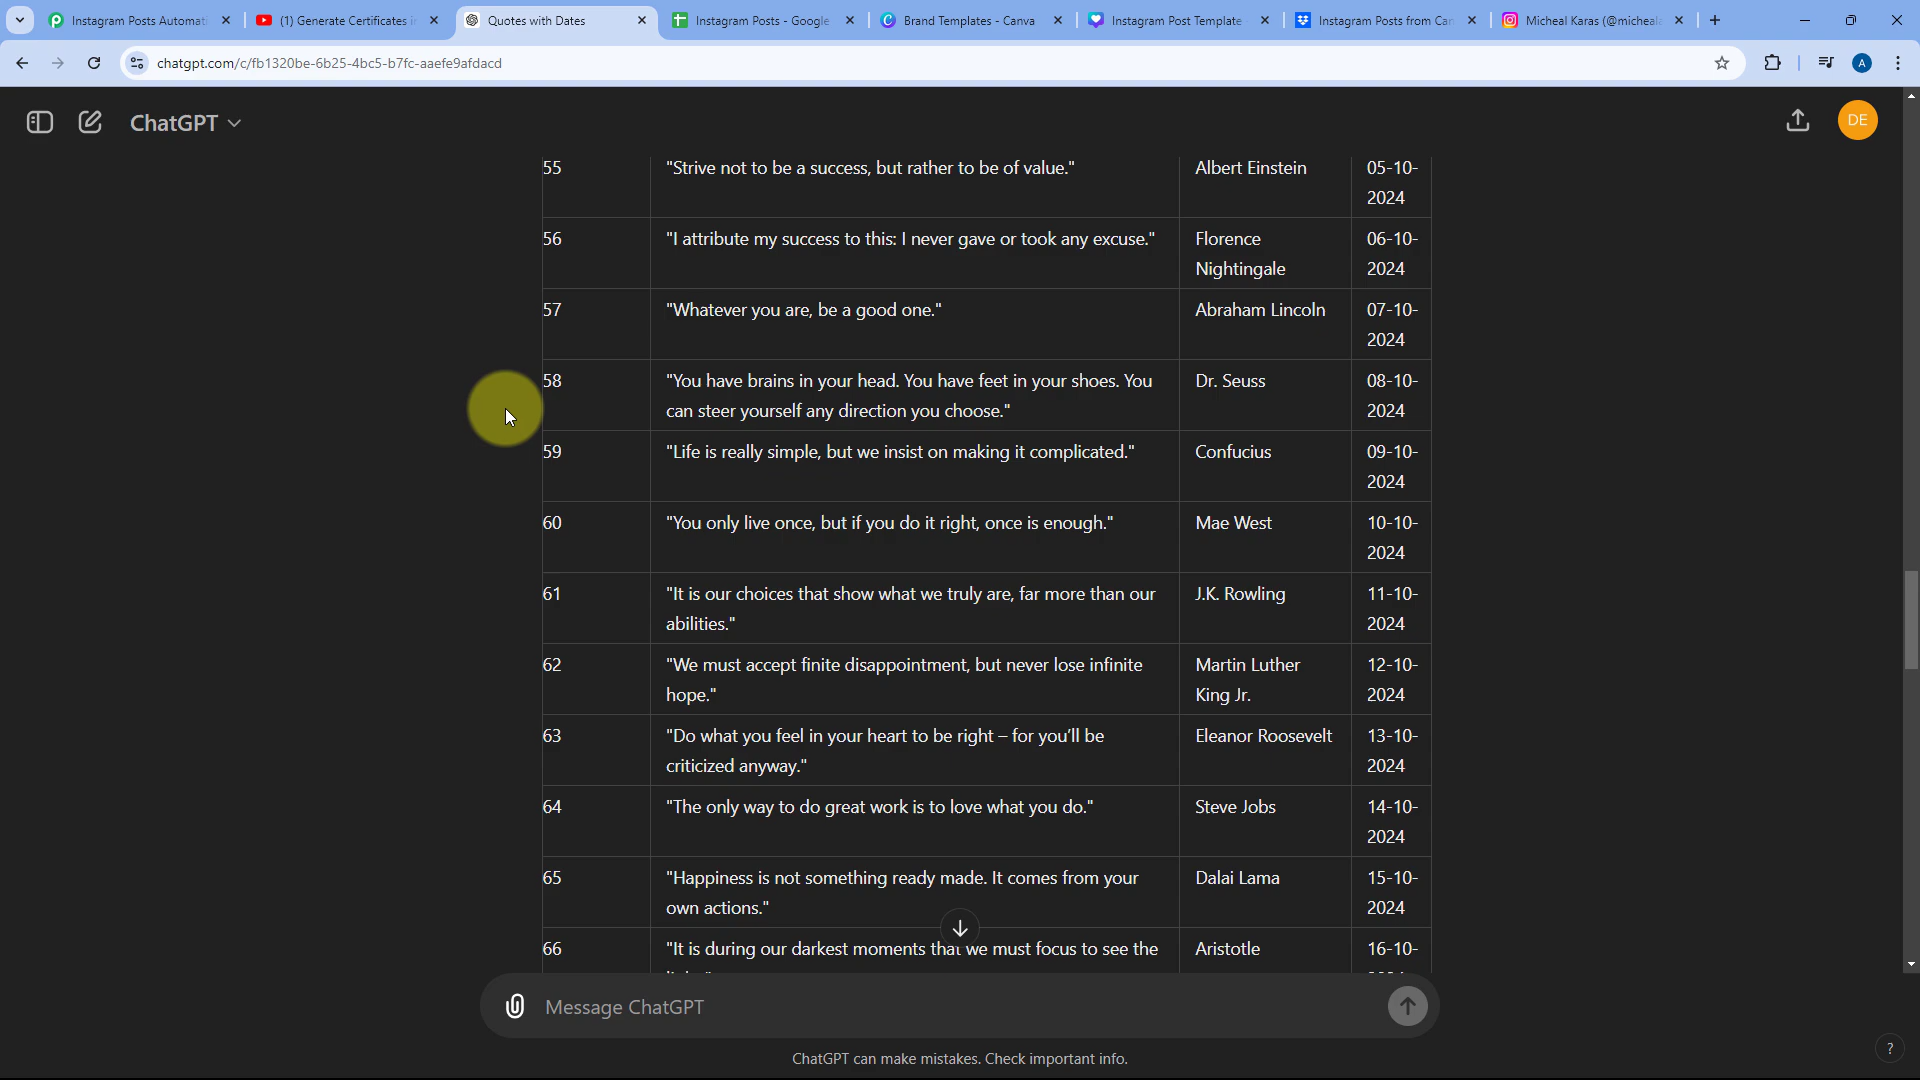 Instagram Posts Automati
(1) Generate Certificates i
Quotes with Dates
Instagram Posts - Google
Brand Templates - Canva
Instagram Post Template
Instagram Posts from Can
Micheal Karas (@micheal
chatgpt.com/c/fb1320be-6b25-4bc5-b7fc-aaefe9afdacd
A
ChatGPT
DE
55 "Strive not to be a success, but rather to be of value." Albert Einstein 05-10-
2024
56 "I attribute my success to this: I never gave or took any excuse." Florence 06-10-
Nightingale 2024
57 "Whatever you are, be a good one." Abraham Lincoln 07-10-
2024
58 "You have brains in your head. You have feet in your shoes. You Dr. Seuss 08-10-
can steer yourself any direction you choose." 2024
59 "Life is really simple, but we insist on making it complicated." Confucius 09-10-
2024
60 "You only live once, but if you do it right, once is enough." Mae West 10-10-
2024
61 "It is our choices that show what we truly are, far more than our J.K. Rowling 11-10-
abilities." 2024
62 "We must accept finite disappointment, but never lose infinite Martin Luther 12-10-
hope." King Jr. 2024
63 "Do what you feel in your heart to be right – for you'll be Eleanor Roosevelt 13-10-
criticized anyway." 2024
64 "The only way to do great work is to love what you do." Steve Jobs 14-10-
2024
65 "Happiness is not something ready made. It comes from your Dalai Lama 15-10-
own actions." 2024
66 "It is during our darkest moments that we must focus to see the Aristotle 16-10-
Message ChatGPT
ChatGPT can make mistakes. Check important info.
?